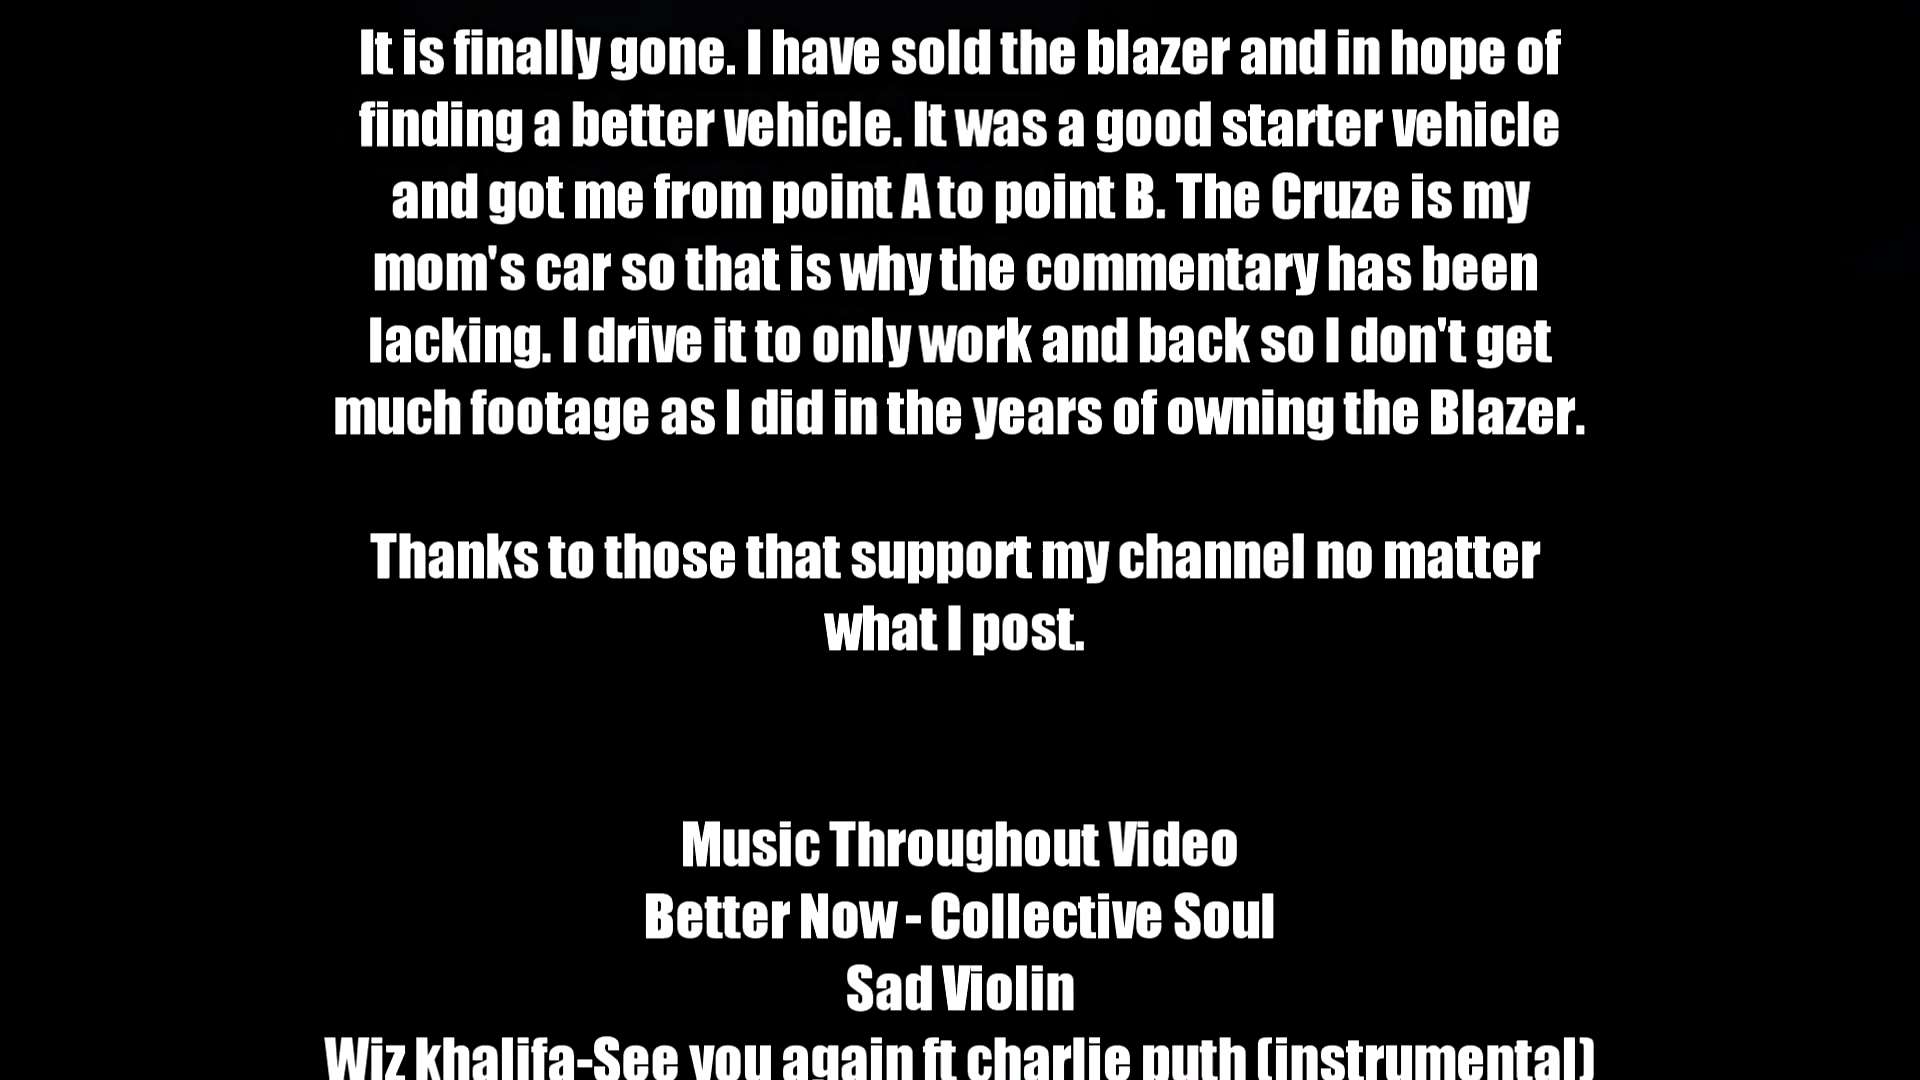 It is finally gone. I have sold the blazer and in hope of
finding a better vehicle. It was a good starter vehicle
and got me from point A to point B. The Cruze is my
mom's car so that is why the commentary has been
lacking. I drive it to only work and back so I don't get
much footage as I did in the years of owning the Blazer.
Thanks to those that support my channel no matter
what I post.
Music Throughout Video
Better Now - Collective Soul
Sad Violin
Wiz khalifa-See you again ft charlie puth (instrumental)